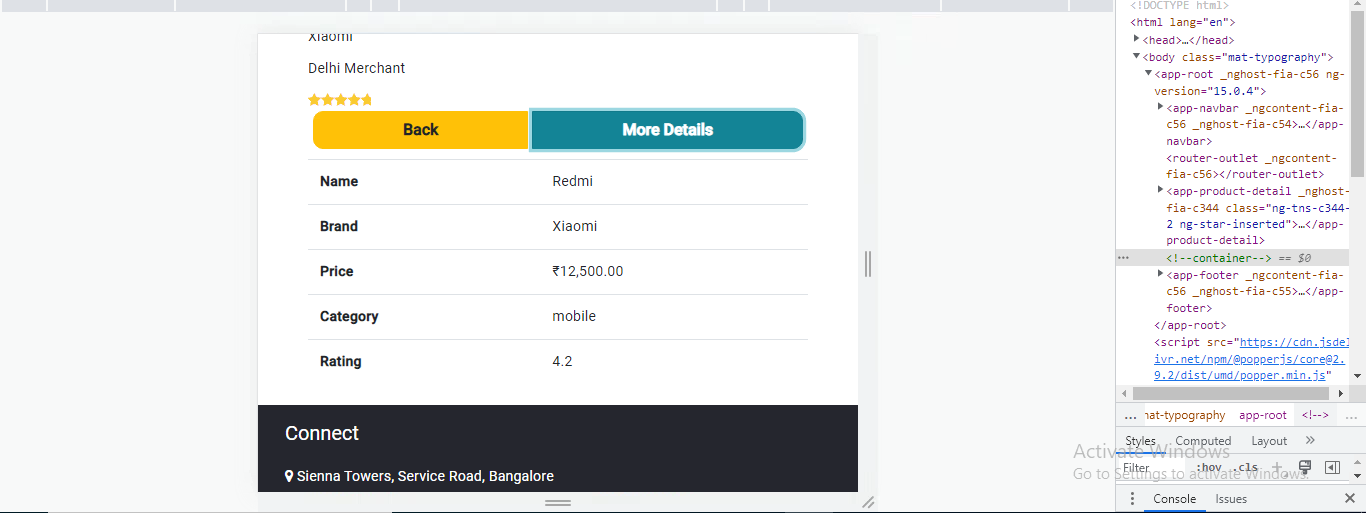 Xiaomi
Delhi Merchant
Back
More Details
Name Redmi
Brand Xiaomi
Price ₹12,500.00
Category mobile
Rating 4.2
Connect
Sienna Towers, Service Road, Bangalore
<!DOCTYPE html>
<html lang="en">
<head>…</head>
<body class="mat-typography">
<app-root _nghost-fia-c56 ng-
version="15.0.4">
<app-navbar _ngcontent-fia-
c56 _nghost-fia-c54>…</app-
navbar>
<router-outlet _ngcontent-
fia-c56></router-outlet>
<app-product-detail _nghost-
fia-c344 class="ng-tns-c344-
2 ng-star-inserted">…</app-
product-detail>
… <!--container--> == $0
<app-footer _ngcontent-fia-
c56 _nghost-fia-c55>…</app-
footer>
</app-root>
<script src="https://cdn.jsdel
ivr.net/npm/@popperjs/core@2.
9.2/dist/umd/popper.min.js"
… mat-typography app-root <!--> …
Styles Computed Layout »
Activate Windows
Filter :hov .cls +
Go to Settings to activate Windows.
Console Issues